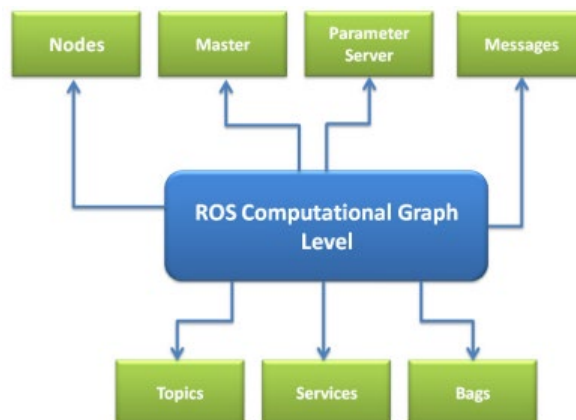 Nodes
Master
Parameter
Server
Messages
ROS Computational Graph
Level
Topics
Services
Bags